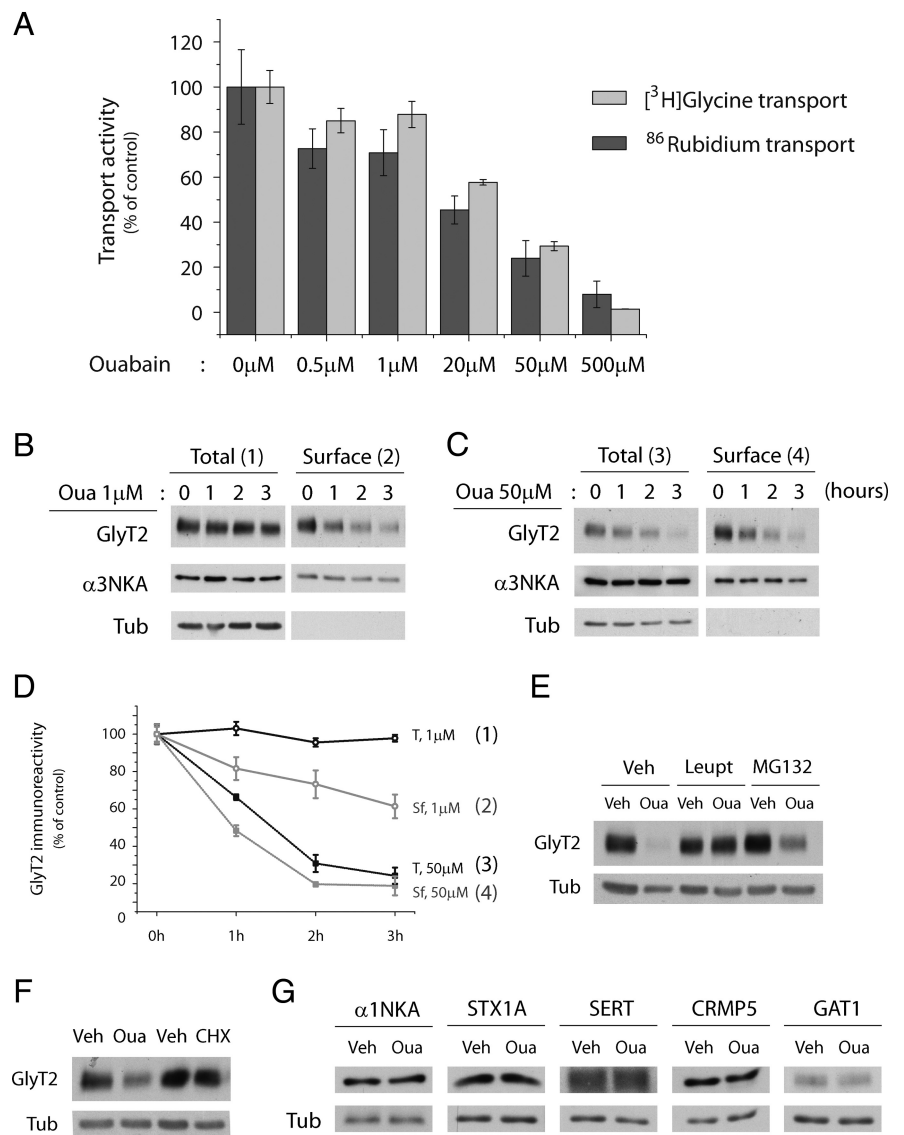 A
120
100
80
60
40
20
0
Transport activity
(% of control)
[³H]Glycine transport
⁸⁶Rubidium transport
Ouabain : 0μM 0.5μM 1μM 20μM 50μM 500μM
B
Total (1) Surface (2)
Oua 1μM : 0 1 2 3 0 1 2 3
GlyT2
α3NKA
Tub
C
Total (3) Surface (4)
Oua 50μM : 0 1 2 3 0 1 2 3 (hours)
GlyT2
α3NKA
Tub
D
GlyT2 immunoreactivity
(% of control)
100
80
60
40
20
0
0h 1h 2h 3h
T, 1μM (1)
Sf, 1μM (2)
T, 50μM (3)
Sf, 50μM (4)
E
Veh Leupt MG132
Veh Oua Veh Oua Veh Oua
GlyT2
Tub
F
Veh Oua Veh CHX
GlyT2
Tub
G
α1NKA STX1A SERT CRMP5 GAT1
Veh Oua Veh Oua Veh Oua Veh Oua Veh Oua
Tub